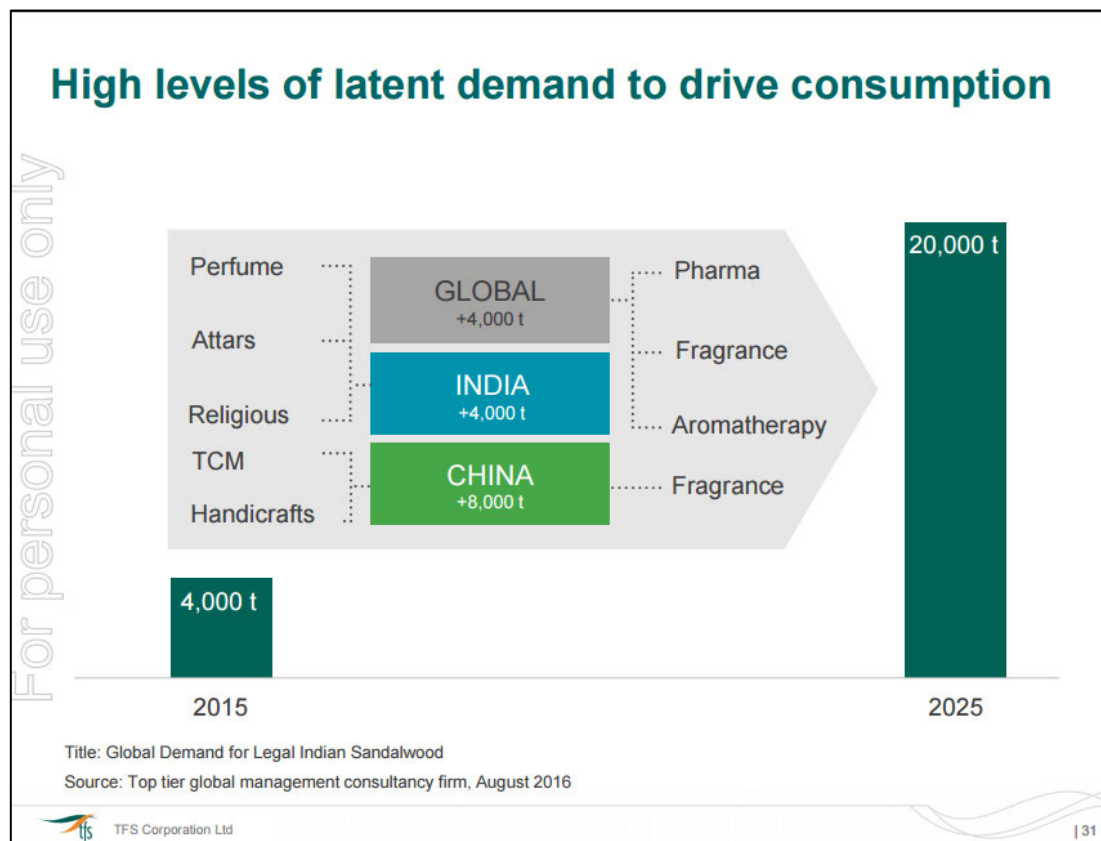 High levels of latent demand to drive consumption
For personal use only
Perfume
Attars
Religious
TCM
Handicrafts
GLOBAL
+4,000 t
INDIA
+4,000 t
CHINA
+8,000 t
Pharma
Fragrance
Aromatherapy
Fragrance
4,000 t
20,000 t
2015
2025
Title: Global Demand for Legal Indian Sandalwood
Source: Top tier global management consultancy firm, August 2016
tfs
TFS Corporation Ltd
| 31